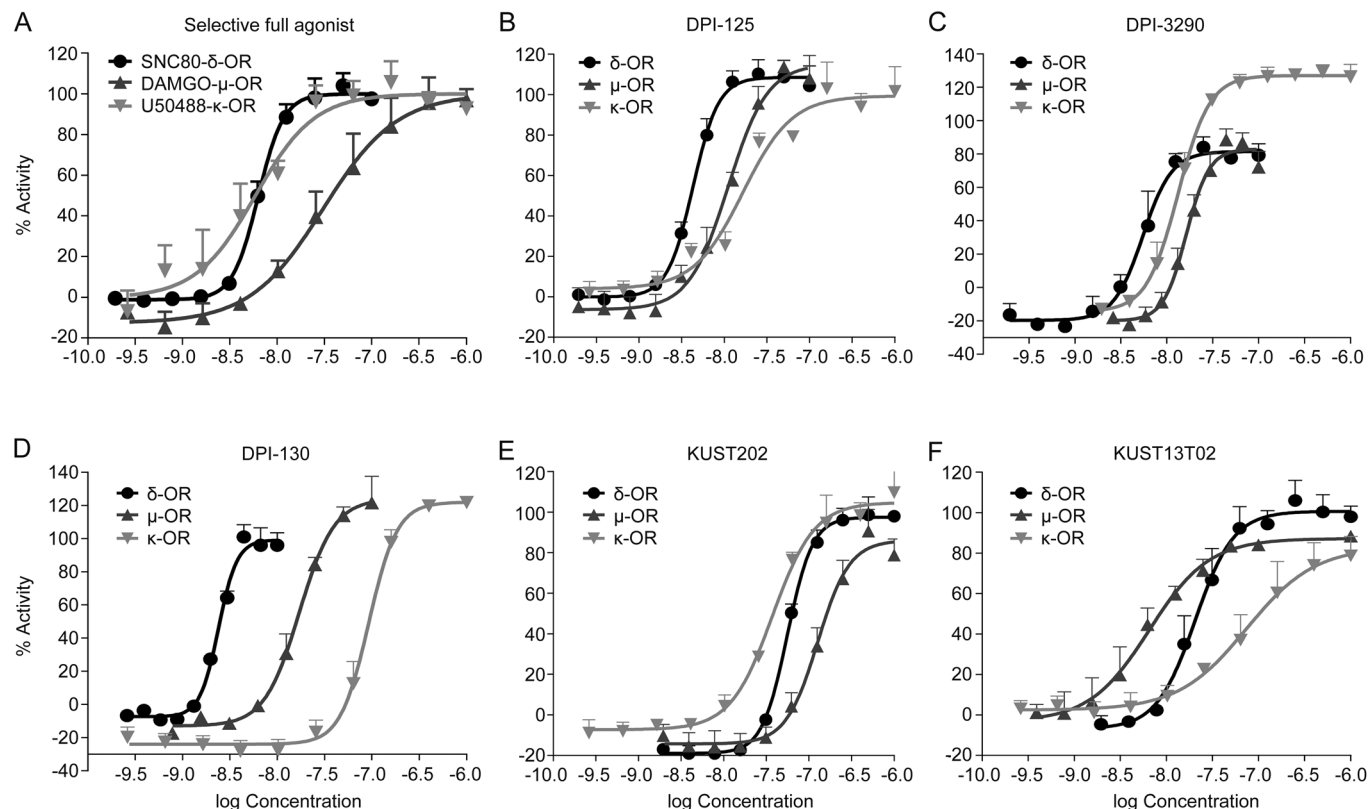 A
Selective full agonist
SNC80-δ-OR
DAMGO-μ-OR
U50488-κ-OR
% Activity
120
100
80
60
40
20
0
-20
-10.0 -9.0 -8.5 -8.0 -7.5 -7.0 -6.5 -6.0
B
DPI-125
δ-OR
μ-OR
κ-OR
120
100
80
60
40
20
0
-20
-10.0 -9.0 -8.5 -8.0 -7.5 -7.0 -6.5 -6.0
C
DPI-3290
δ-OR
μ-OR
κ-OR
140
120
100
80
60
40
20
0
-20
-40
-9.5 -9.0 -8.5 -8.0 -7.5 -7.0 -6.5 -6.0
D
DPI-130
δ-OR
μ-OR
κ-OR
% Activity
140
120
100
80
60
40
20
0
-20
-40
-9.5 -9.0 -8.5 -8.0 -7.5 -7.0 -6.5 -6.0
log Concentration
E
KUST202
δ-OR
μ-OR
κ-OR
120
100
80
60
40
20
0
-20
-10.0 -9.5 -9.0 -8.5 -8.0 -7.5 -7.0 -6.5 -6.0
log Concentration
F
KUST13T02
δ-OR
μ-OR
κ-OR
120
100
80
60
40
20
0
-20
-10.0 -9.0 -8.5 -8.0 -7.5 -7.0 -6.5 -6.0
log Concentration